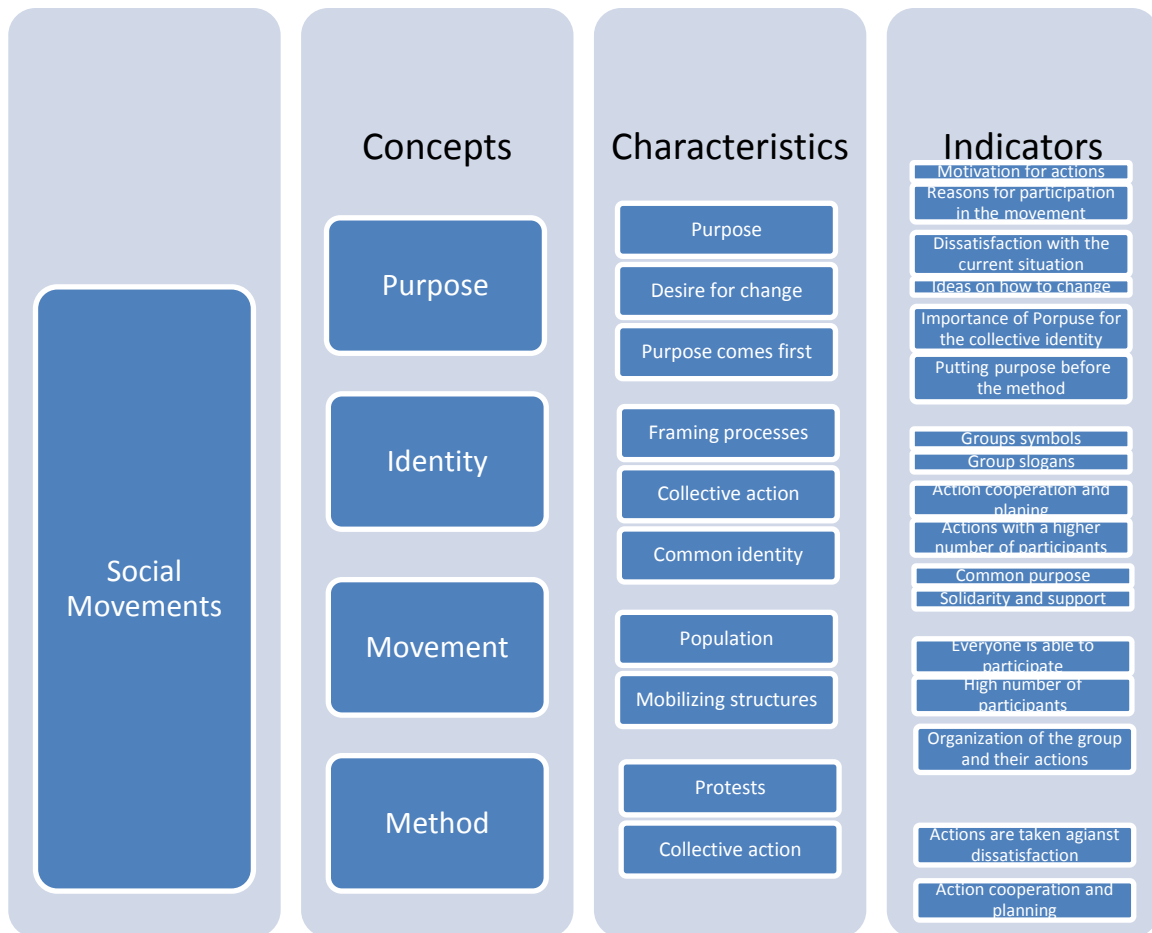 Social
Movements
Concepts
Purpose
Identity
Movement
Method
Characteristics
Purpose
Desire for change
Purpose comes first
Framing processes
Collective action
Common identity
Population
Mobilizing structures
Protests
Collective action
Indicators
Motivation for actions
Reasons for participation
in the movement
Dissatisfaction with the
current situation
Ideas on how to change
Importance of Porpuse for
the collective identity
Putting purpose before
the method
Groups symbols
Group slogans
Action cooperation and
planing
Actions with a higher
number of participants
Common purpose
Solidarity and support
Everyone is able to
participate
High number of
participants
Organization of the group
and their actions
Actions are taken agianst
dissatisfaction
Action cooperation and
planning